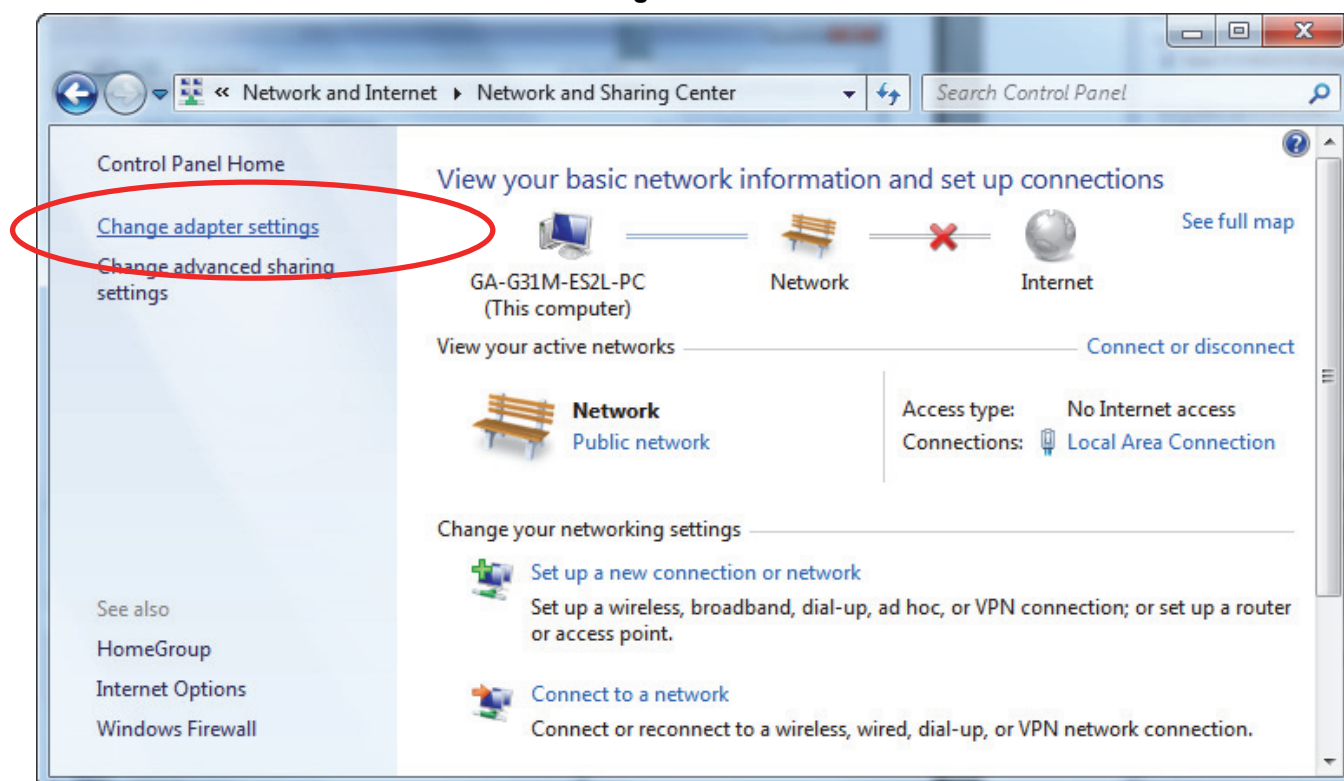 « Network and Internet ▸ Network and Sharing Center
Search Control Panel
Control Panel Home
Change adapter settings
Change advanced sharing
settings
See also
HomeGroup
Internet Options
Windows Firewall
View your basic network information and set up connections
See full map
GA-G31M-ES2L-PC
(This computer)
Network
Internet
View your active networks
Connect or disconnect
Network
Public network
Access type: No Internet access
Connections: Local Area Connection
Change your networking settings
Set up a new connection or network
Set up a wireless, broadband, dial-up, ad hoc, or VPN connection; or set up a router
or access point.
Connect to a network
Connect or reconnect to a wireless, wired, dial-up, or VPN network connection.